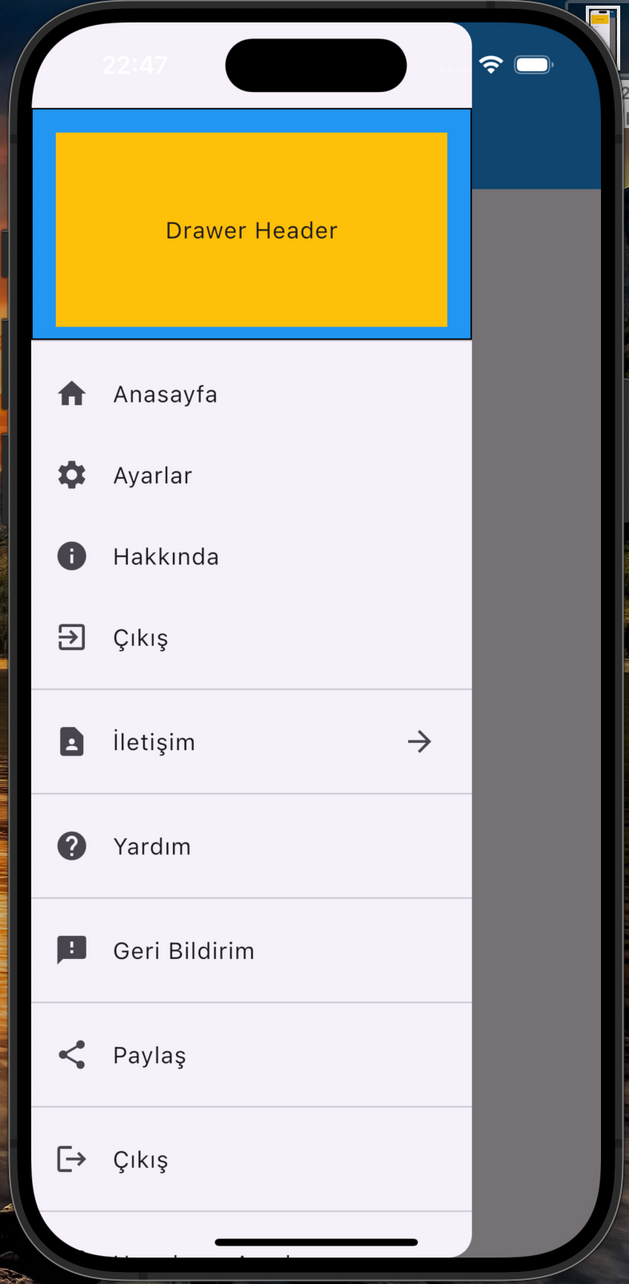 22:47
Drawer Header
Anasayfa
Ayarlar
Hakkında
Çıkış
İletişim
Yardım
Geri Bildirim
Paylaş
Çıkış